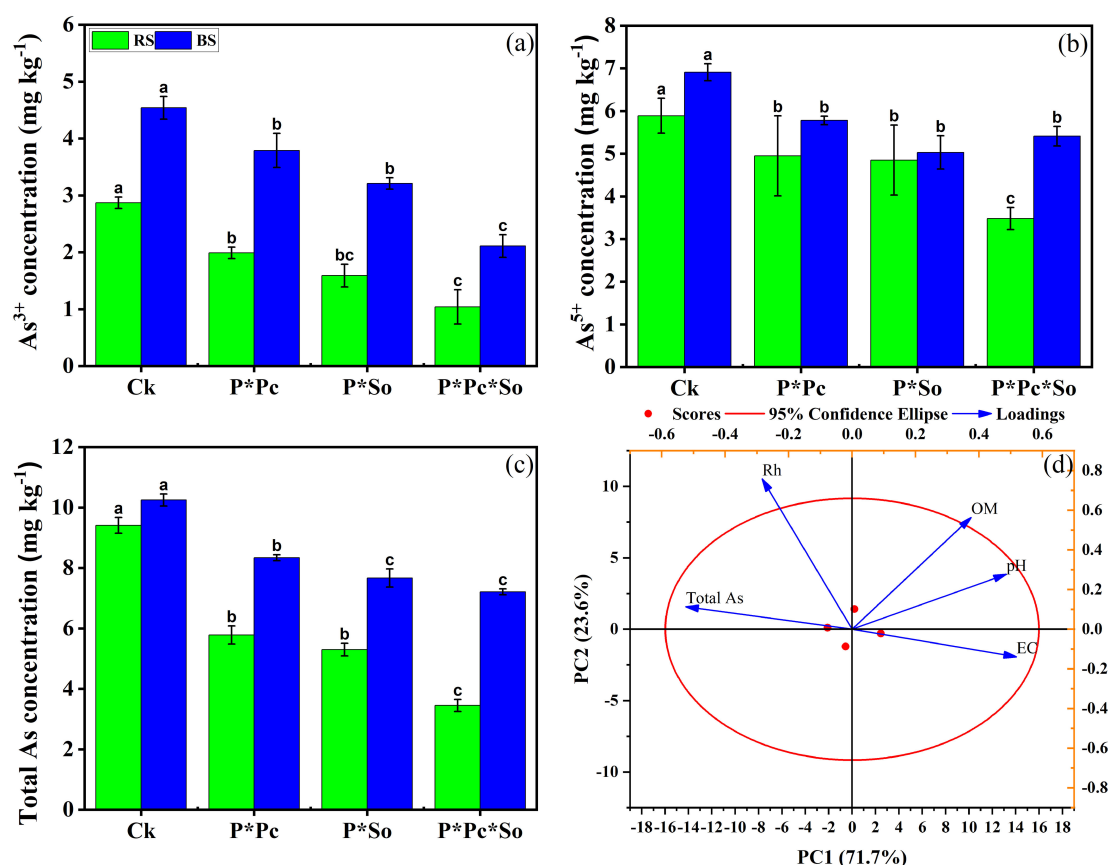 (a)
RS BS
As³⁺ concentration (mg kg⁻¹)
6
5
4
3
2
1
0
a
a
b
b
bc
b
c
c
Ck P*Pc P*So P*Pc*So
(b)
As⁵⁺ concentration (mg kg⁻¹)
8
7
6
5
4
3
2
1
0
a
a
b
b
b
b
c
b
Ck P*Pc P*So P*Pc*So
(c)
Total As concentration (mg kg⁻¹)
12
10
8
6
4
2
0
a
a
b
b
b
c
c
c
Ck P*Pc P*So P*Pc*So
Scores 95% Confidence Ellipse Loadings
-0.6 -0.4 -0.2 0.0 0.2 0.4 0.6
(d)
PC2 (23.6%)
10
5
0
-5
-10
0.8
0.6
0.4
0.2
0.0
-0.2
-0.4
-0.6
-0.8
Rh
OM
pH
Total As
EC
-18 -16 -14 -12 -10 -8 -6 -4 -2 0 2 4 6 8 10 12 14 16 18
PC1 (71.7%)